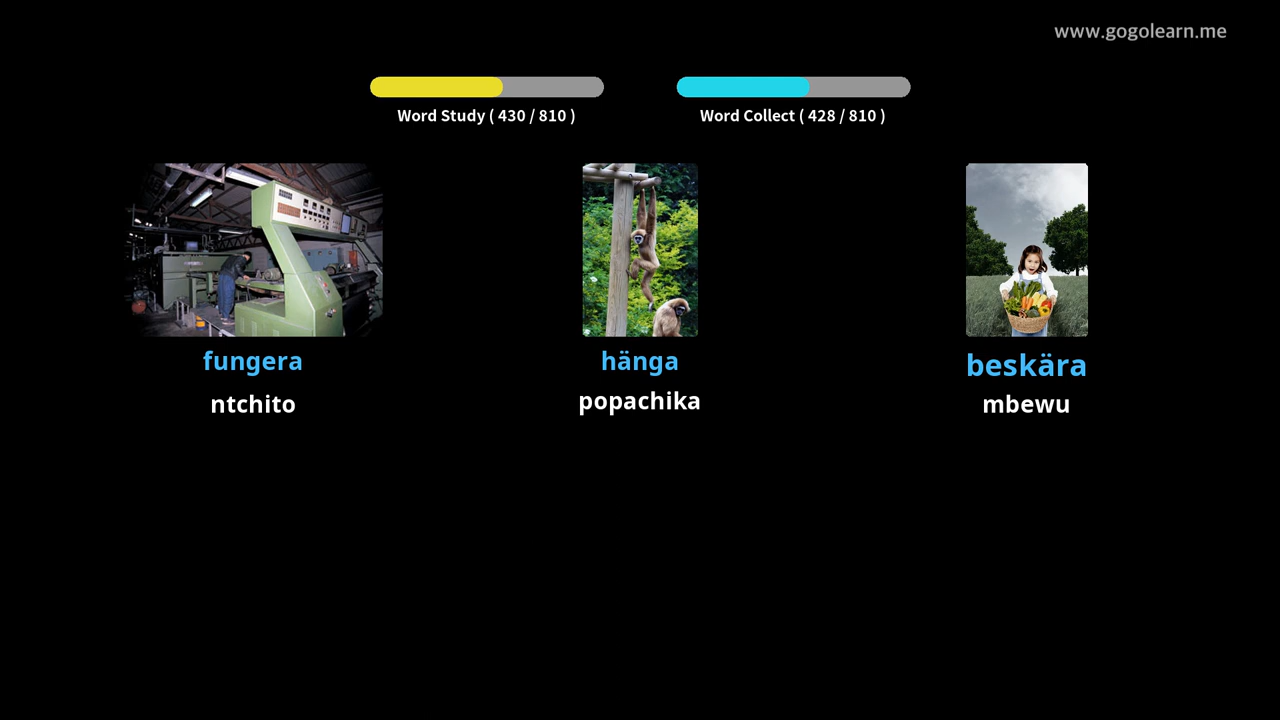 www.gogolearn.me
Word Study ( 430 / 810 )
Word Collect ( 428 / 810 )
fungera
ntchito
hänga
popachika
beskära
mbewu